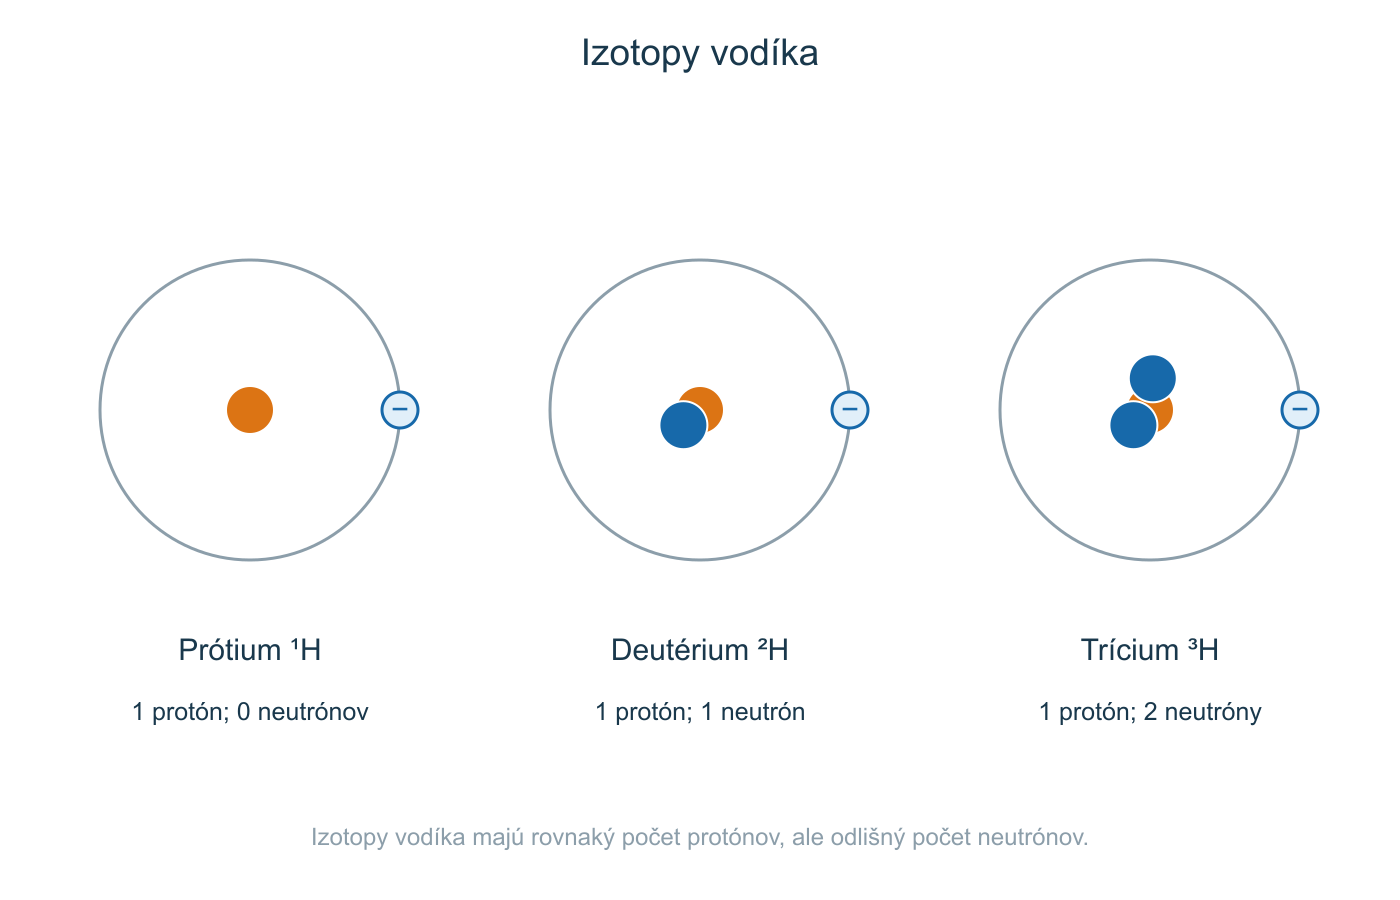 Izotopy vodíka
−
−
−
Prótium ¹H
Deutérium ²H
Trícium ³H
1 protón; 0 neutrónov
1 protón; 1 neutrón
1 protón; 2 neutróny
Izotopy vodíka majú rovnaký počet protónov, ale odlišný počet neutrónov.